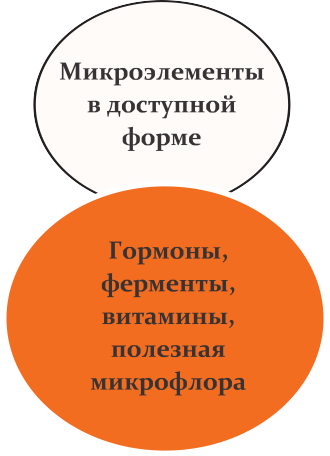 Микроэлементы
в доступной
форме
Гормоны,
ферменты,
витамины,
полезная
микрофлора